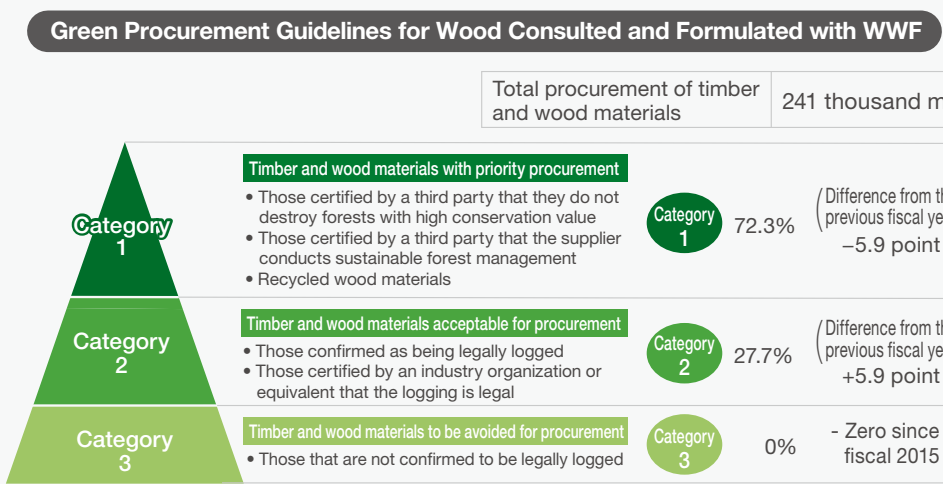 Green Procurement Guidelines for Wood Consulted and Formulated with WWF
Total procurement of timber
and wood materials
241 thousand m
Category
1
Timber and wood materials with priority procurement
• Those certified by a third party that they do not
destroy forests with high conservation value
• Those certified by a third party that the supplier
conducts sustainable forest management
• Recycled wood materials
Category
1
72.3%
(Difference from th
previous fiscal ye
−5.9 point
Category
2
Timber and wood materials acceptable for procurement
• Those confirmed as being legally logged
• Those certified by an industry organization or
equivalent that the logging is legal
Category
2
27.7%
(Difference from th
previous fiscal ye
+5.9 point
Category
3
Timber and wood materials to be avoided for procurement
• Those that are not confirmed to be legally logged
Category
3
0%
- Zero since
fiscal 2015